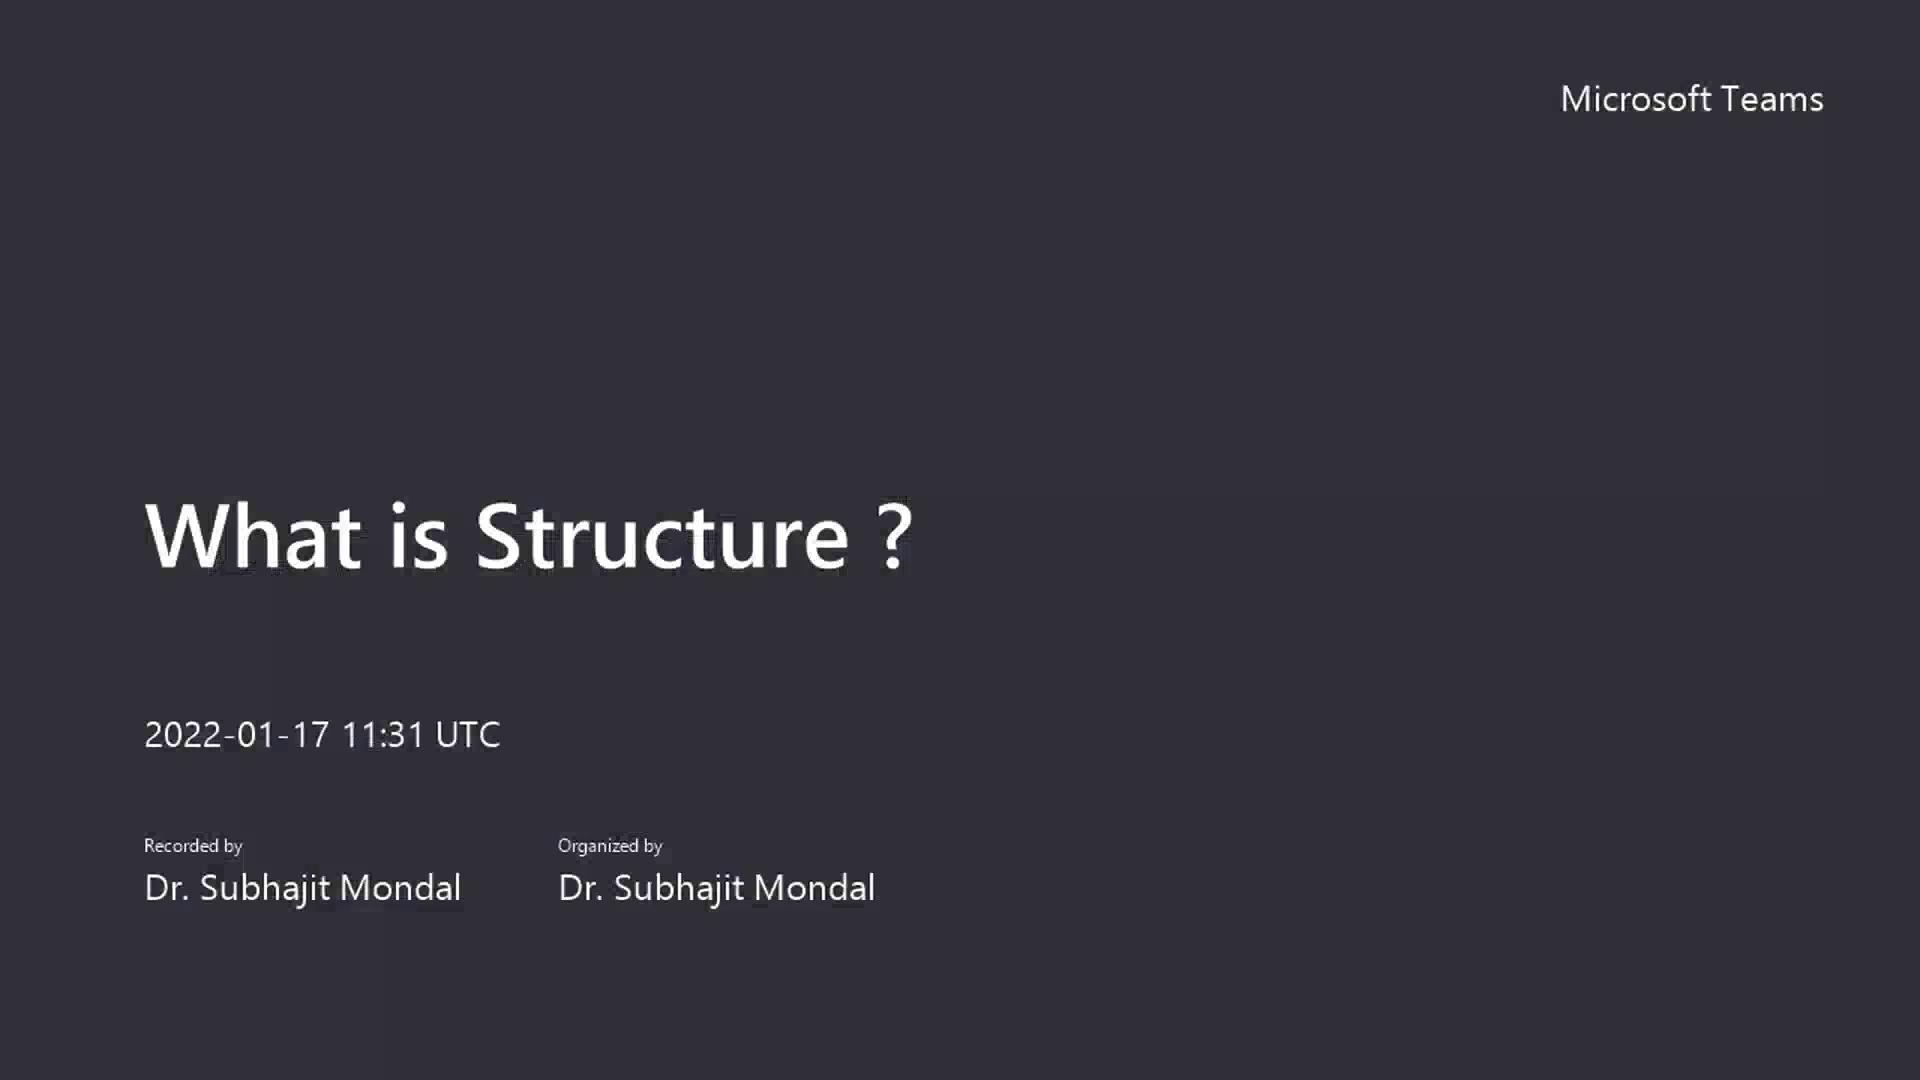 Microsoft Teams
What is Structure ?
2022-01-17 11:31 UTC
Recorded by
Dr. Subhajit Mondal
Organized by
Dr. Subhajit Mondal